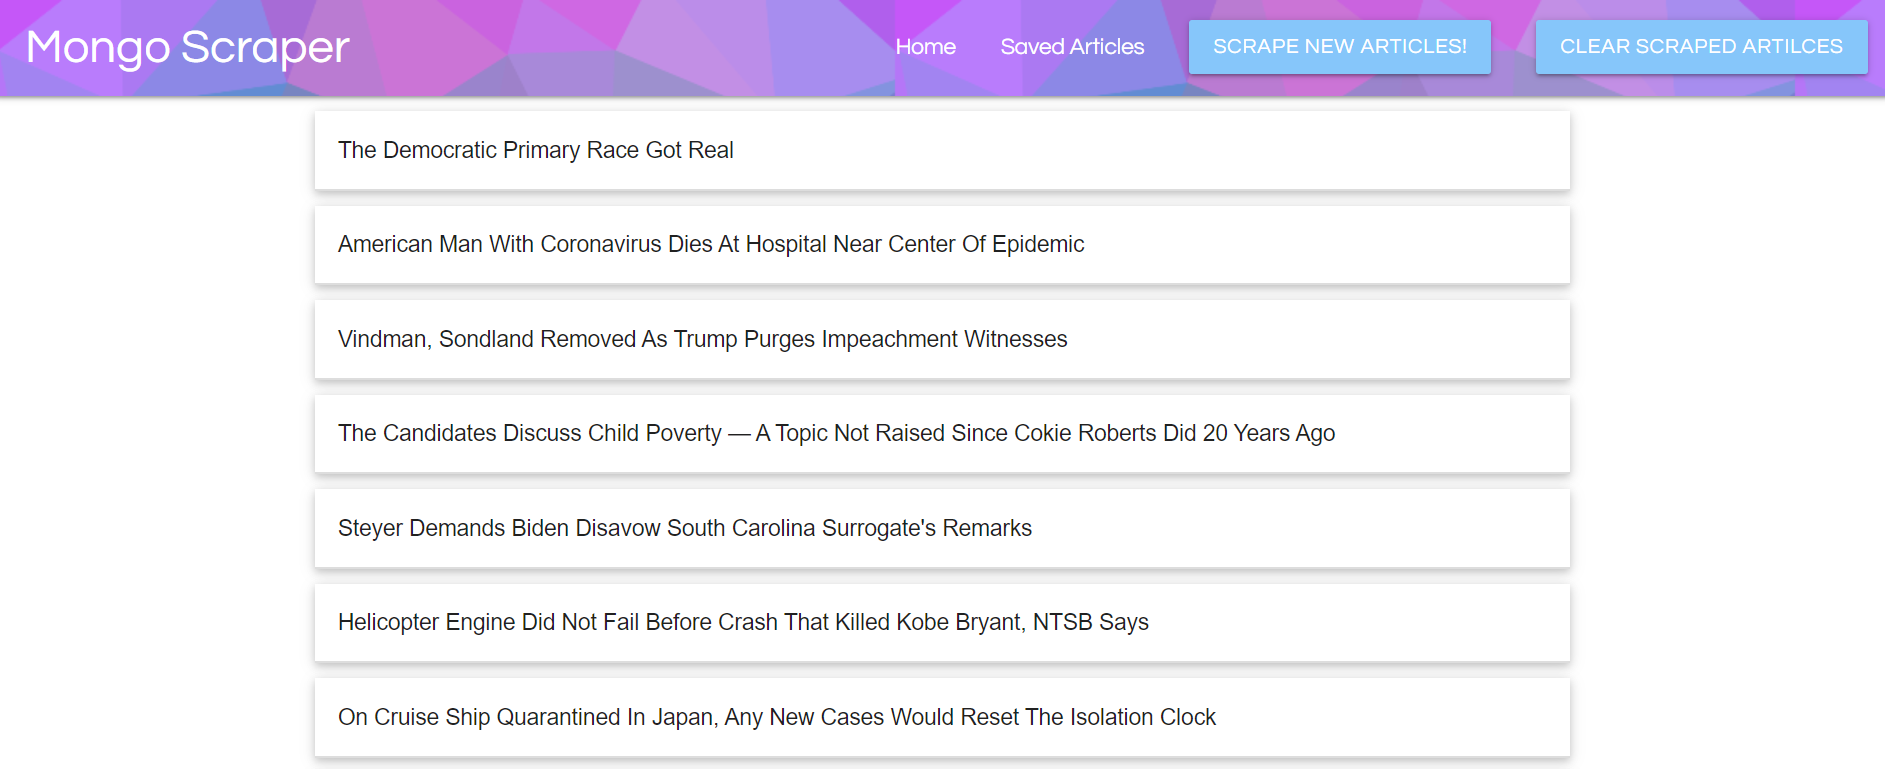 Mongo Scraper
Home
Saved Articles
SCRAPE NEW ARTICLES!
CLEAR SCRAPED ARTILCES
The Democratic Primary Race Got Real
American Man With Coronavirus Dies At Hospital Near Center Of Epidemic
Vindman, Sondland Removed As Trump Purges Impeachment Witnesses
The Candidates Discuss Child Poverty — A Topic Not Raised Since Cokie Roberts Did 20 Years Ago
Steyer Demands Biden Disavow South Carolina Surrogate's Remarks
Helicopter Engine Did Not Fail Before Crash That Killed Kobe Bryant, NTSB Says
On Cruise Ship Quarantined In Japan, Any New Cases Would Reset The Isolation Clock